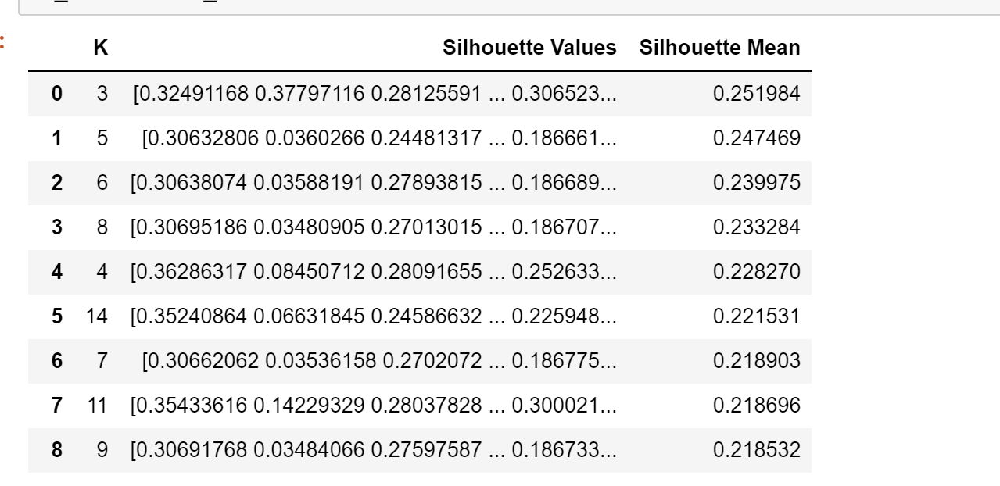 K Silhouette Values Silhouette Mean
0 3 [0.32491168 0.37797116 0.28125591 ... 0.306523... 0.251984
1 5 [0.30632806 0.0360266 0.24481317 ... 0.186661... 0.247469
2 6 [0.30638074 0.03588191 0.27893815 ... 0.186689... 0.239975
3 8 [0.30695186 0.03480905 0.27013015 ... 0.186707... 0.233284
4 4 [0.36286317 0.08450712 0.28091655 ... 0.252633... 0.228270
5 14 [0.35240864 0.06631845 0.24586632 ... 0.225948... 0.221531
6 7 [0.30662062 0.03536158 0.2702072 ... 0.186775... 0.218903
7 11 [0.35433616 0.14229329 0.28037828 ... 0.300021... 0.218696
8 9 [0.30691768 0.03484066 0.27597587 ... 0.186733... 0.218532